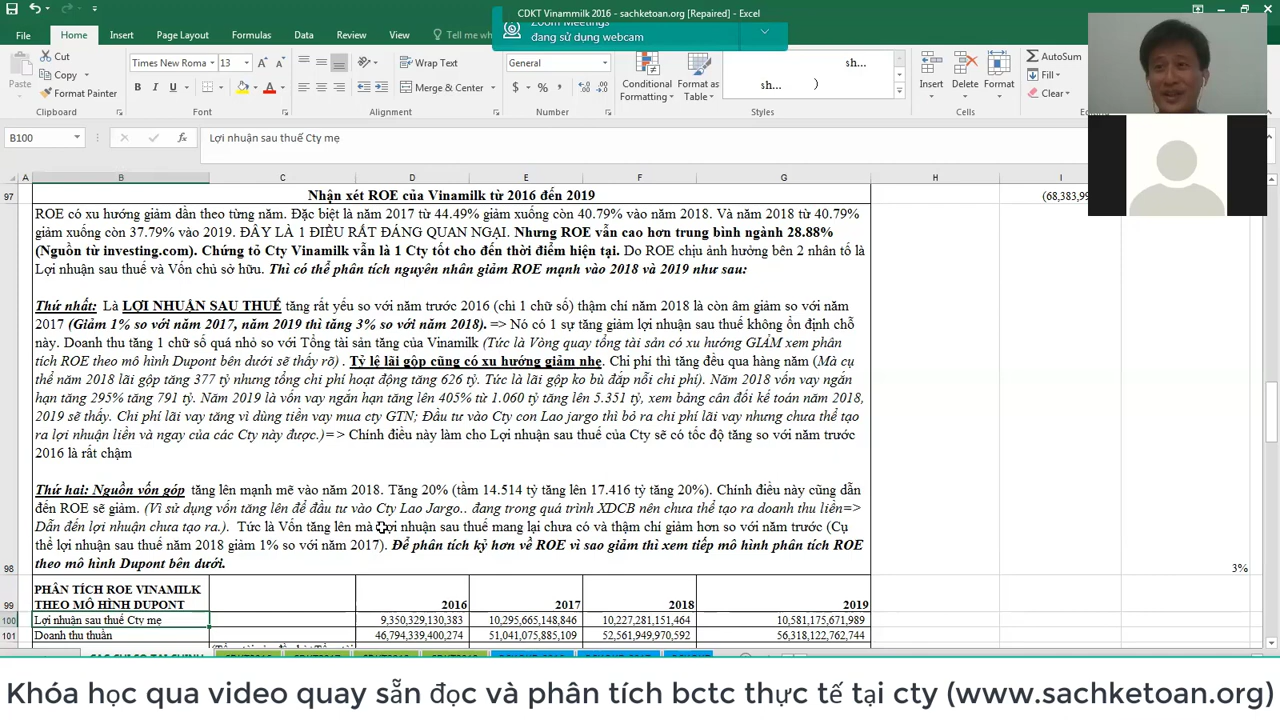 CDKT Vinammilk 2016 - sachketoan.org [Repaired] - Excel
Zoom Meetings
đang sử dụng webcam
File Home Insert Page Layout Formulas Data Review View Tell me
Cut
Copy
Format Painter
Paste
Clipboard
Times New Roma 13
B I U
Font
Wrap Text
Merge & Center
Alignment
General
Number
Conditional Formatting
Format as Table
sh...
sh...
)
Styles
Insert Delete Format
Cells
AutoSum
Fill
Clear
B100
Lợi nhuận sau thuế Cty mẹ
A B C D E F G H I
97 Nhận xét ROE của Vinamilk từ 2016 đến 2019
ROE có xu hướng giảm dần theo từng năm. Đặc biệt là năm 2017 từ 44.49% giảm xuống còn 40.79% vào năm 2018. Và năm 2018 từ 40.79%
giảm xuống còn 37.79% vào 2019. ĐÂY LÀ 1 ĐIỀU RẤT ĐÁNG QUAN NGẠI. Nhưng ROE vẫn cao hơn trung bình ngành 28.88%
(Nguồn từ investing.com). Chứng tỏ Cty Vinamilk vẫn là 1 Cty tốt cho đến thời điểm hiện tại. Do ROE chịu ảnh hưởng bên 2 nhân tố là
Lợi nhuận sau thuế và Vốn chủ sở hữu. Thì có thể phân tích nguyên nhân giảm ROE mạnh vào 2018 và 2019 như sau:
Thứ nhất: Là LỢI NHUẬN SAU THUẾ tăng rất yếu so với năm trước 2016 (chỉ 1 chữ số) thậm chí năm 2018 là còn âm giảm so với năm
2017 (Giảm 1% so với năm 2017, năm 2019 thì tăng 3% so với năm 2018). => Nó có 1 sự tăng giảm lợi nhuận sau thuế không ổn định chỗ
này. Doanh thu tăng 1 chữ số quá nhỏ so với Tổng tài sản tăng của Vinamilk (Tức là Vòng quay tổng tài sản có xu hướng GIẢM xem phân
tích ROE theo mô hình Dupont bên dưới sẽ thấy rõ) . Tỷ lệ lãi gộp cũng có xu hướng giảm nhẹ. Chi phí thì tăng đều qua hàng năm (Mà cụ
thể năm 2018 lãi gộp tăng 377 tỷ nhưng tổng chi phí hoạt động tăng 626 tỷ. Tức là lãi gộp ko bù đắp nỗi chi phí). Năm 2018 vốn vay ngắn
hạn tăng 295% tăng 791 tỷ. Năm 2019 là vốn vay ngắn hạn tăng lên 405% từ 1.060 tỷ tăng lên 5.351 tỷ, xem bảng cân đối kế toán năm 2018,
2019 sẽ thấy. Chi phí lãi vay tăng vì dùng tiền vay mua cty GTN; Đầu tư vào Cty con Lao jargo thì bỏ ra chi phí lãi vay nhưng chưa thể tạo
ra lợi nhuận liền và ngay của các Cty này được.)=> Chính điều này làm cho Lợi nhuận sau thuế của Cty sẽ có tốc độ tăng so với năm trước
2016 là rất chậm
Thứ hai: Nguồn vốn góp tăng lên mạnh mẽ vào năm 2018. Tăng 20% (tầm 14.514 tỷ tăng lên 17.416 tỷ tăng 20%). Chính điều này cũng dẫn
đến ROE sẽ giảm. (Vì sử dụng vốn tăng lên để đầu tư vào Cty Lao Jargo.. đang trong quá trình XDCB nên chưa thể tạo ra doanh thu liền=>
Dẫn đến lợi nhuận chưa tạo ra.). Tức là Vốn tăng lên mà Lợi nhuận sau thuế mang lại chưa có và thậm chí giảm hơn so với năm trước (Cụ
thể lợi nhuận sau thuế năm 2018 giảm 1% so với năm 2017). Để phân tích kỷ hơn về ROE vì sao giảm thì xem tiếp mô hình phân tích ROE
98 theo mô hình Dupont bên dưới. 3%
PHÂN TÍCH ROE VINAMILK
99 THEO MÔ HÌNH DUPONT 2016 2017 2018 2019
100 Lợi nhuận sau thuế Cty mẹ 9,350,329,130,383 10,295,665,148,846 10,227,281,151,464 10,581,175,671,989
101 Doanh thu thuần 46,794,339,400,274 51,041,075,885,109 52,561,949,970,592 56,318,122,762,744
Khóa học qua video quay sẵn đọc và phân tích bctc thực tế tại cty (www.sachketoan.org)